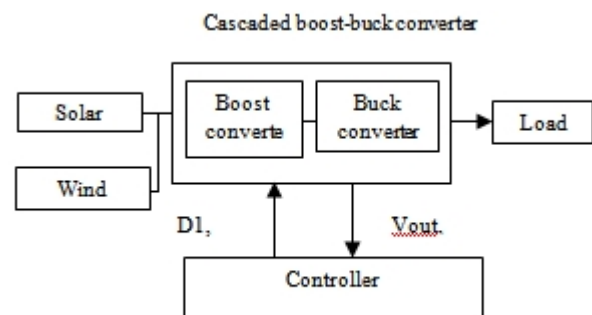 Cascaded boost-buck converter
Solar
Boost
converte
Buck
converter
Load
Wind
D1,
Vout.
Controller